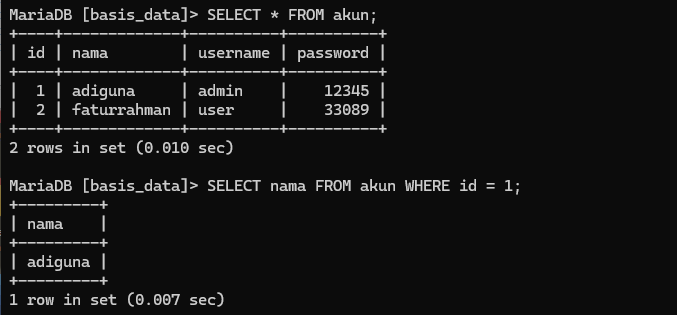 MariaDB [basis_data]> SELECT * FROM akun;
+----+-------------+----------+----------+
| id | nama        | username | password |
+----+-------------+----------+----------+
|  1 | adiguna     | admin    |    12345 |
|  2 | faturrahman | user     |    33089 |
+----+-------------+----------+----------+
2 rows in set (0.010 sec)

MariaDB [basis_data]> SELECT nama FROM akun WHERE id = 1;
+---------+
| nama    |
+---------+
| adiguna |
+---------+
1 row in set (0.007 sec)